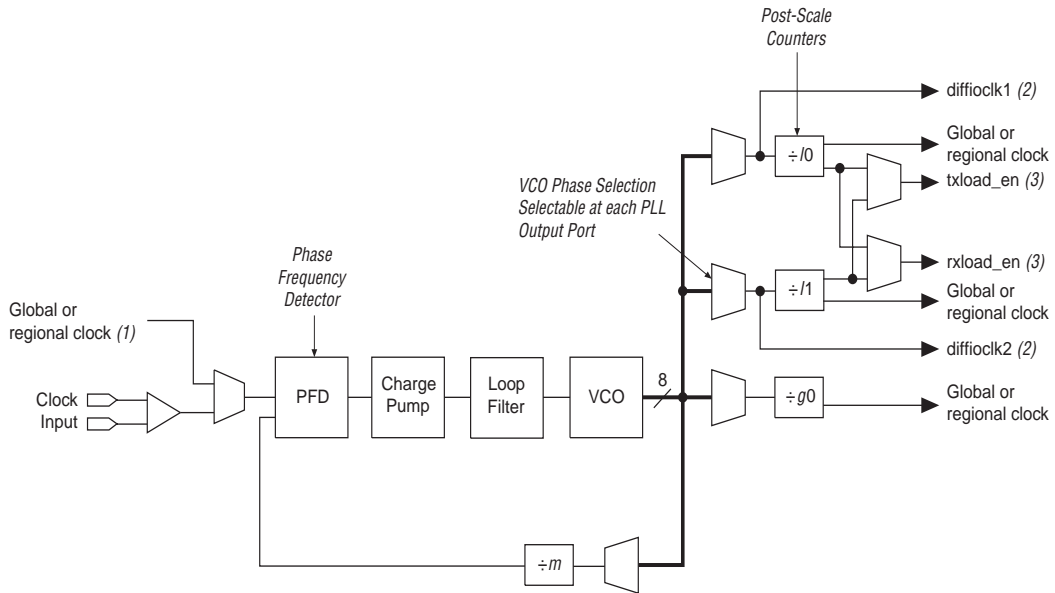 Post-Scale
Counters
diffioclk1 (2)
Global or
regional clock
÷l0
txload_en (3)
VCO Phase Selection
Selectable at each PLL
Output Port
rxload_en (3)
÷l1
Global or
regional clock
diffioclk2 (2)
Phase
Frequency
Detector
Global or
regional clock (1)
Clock
Input
PFD
Charge
Pump
Loop
Filter
VCO
8
÷g0
Global or
regional clock
÷m